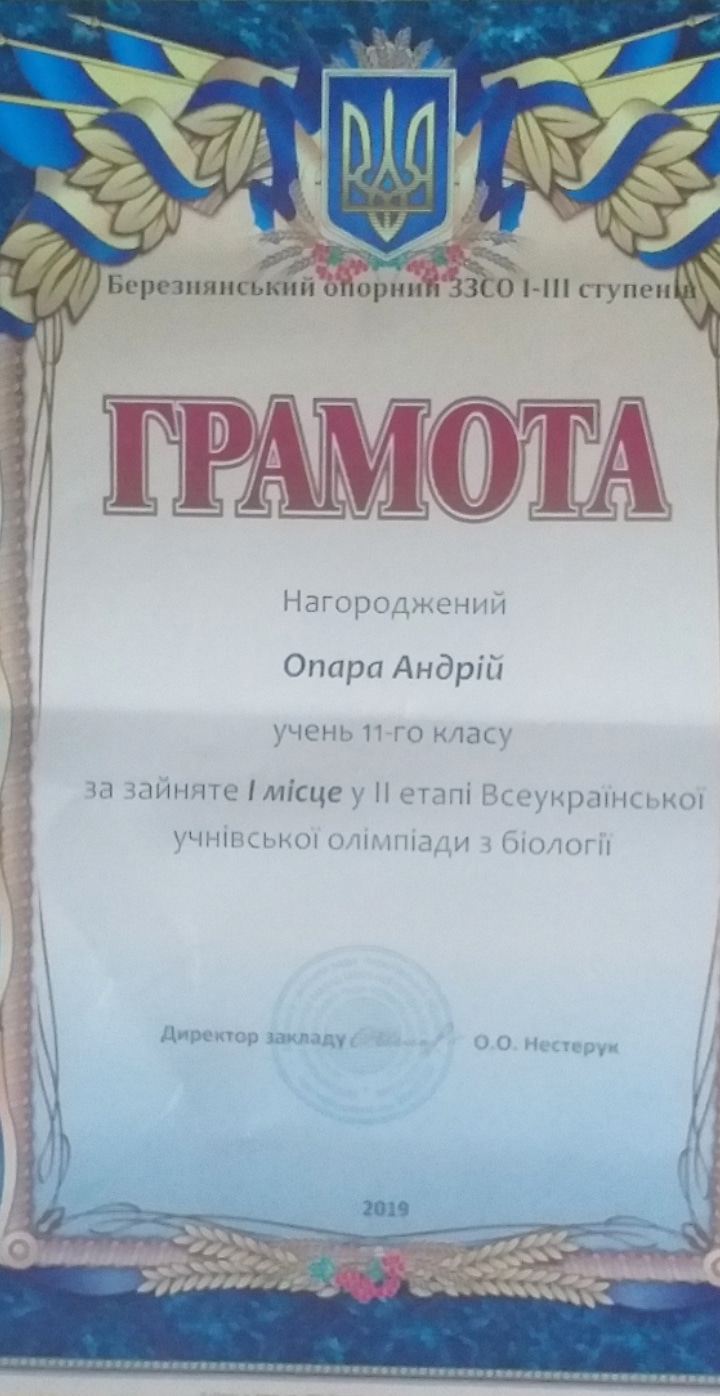 Березнянський опорний ЗЗСО І-ІІІ ступенів
ГРАМОТА
Нагороджений
Опара Андрій
учень 11-го класу
за зайняте І місце у ІІ етапі Всеукраїнської
учнівської олімпіади з біології
Директор закладу О.О. Нестерук
2019